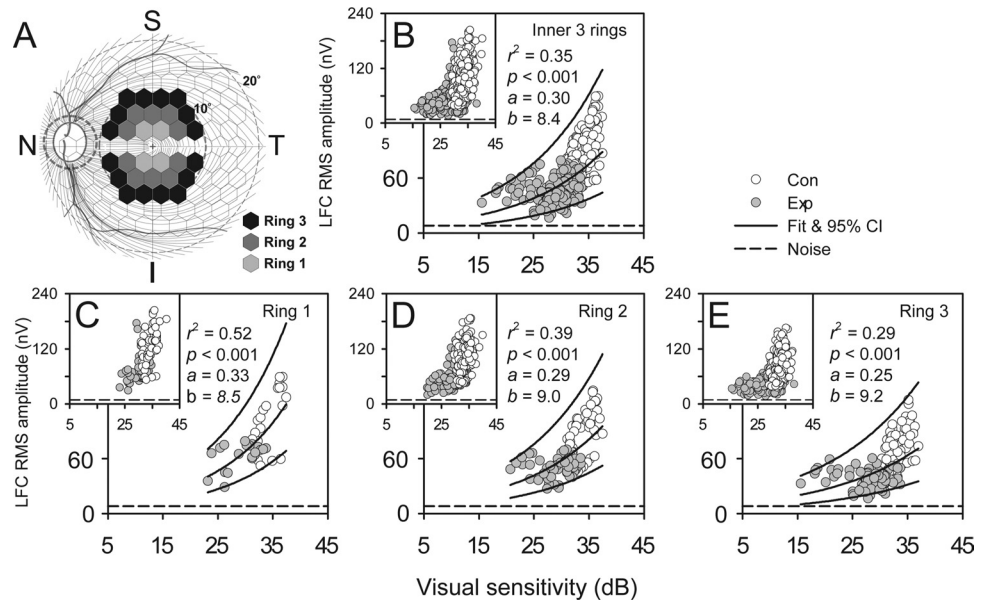 A
S
N
T
I
20°
10°
Ring 3
Ring 2
Ring 1
B
Inner 3 rings
r² = 0.35
p < 0.001
a = 0.30
b = 8.4
LFC RMS amplitude (nV)
240
120
0
5 25 45
60
0
5 15 25 35 45
Con
Exp
Fit & 95% CI
Noise
C
Ring 1
r² = 0.52
p < 0.001
a = 0.33
b = 8.5
LFC RMS amplitude (nV)
240
120
0
5 25 45
60
0
5 15 25 35 45
D
Ring 2
r² = 0.39
p < 0.001
a = 0.29
b = 9.0
240
120
0
5 25 45
60
0
5 15 25 35 45
E
Ring 3
r² = 0.29
p < 0.001
a = 0.25
b = 9.2
240
120
0
5 25 45
60
0
5 15 25 35 45
Visual sensitivity (dB)